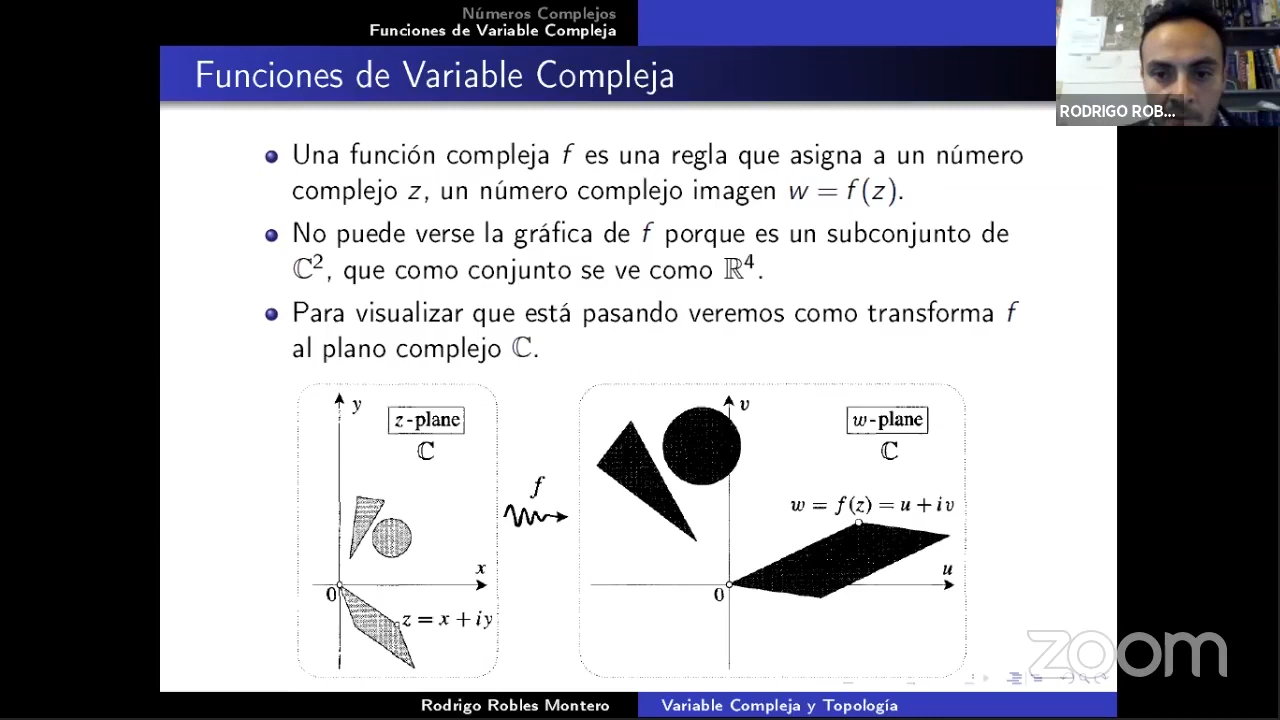 Números Complejos
Funciones de Variable Compleja
Funciones de Variable Compleja
RODRIGO ROB...
Una función compleja f es una regla que asigna a un número
complejo z, un número complejo imagen w = f(z).
No puede verse la gráfica de f porque es un subconjunto de
ℂ², que como conjunto se ve como ℝ⁴.
Para visualizar que está pasando veremos como transforma f
al plano complejo ℂ.
y
z-plane
ℂ
x
0
z = x + iy
f
v
w-plane
ℂ
w = f(z) = u + iv
u
0
zoom
Rodrigo Robles Montero
Variable Compleja y Topología